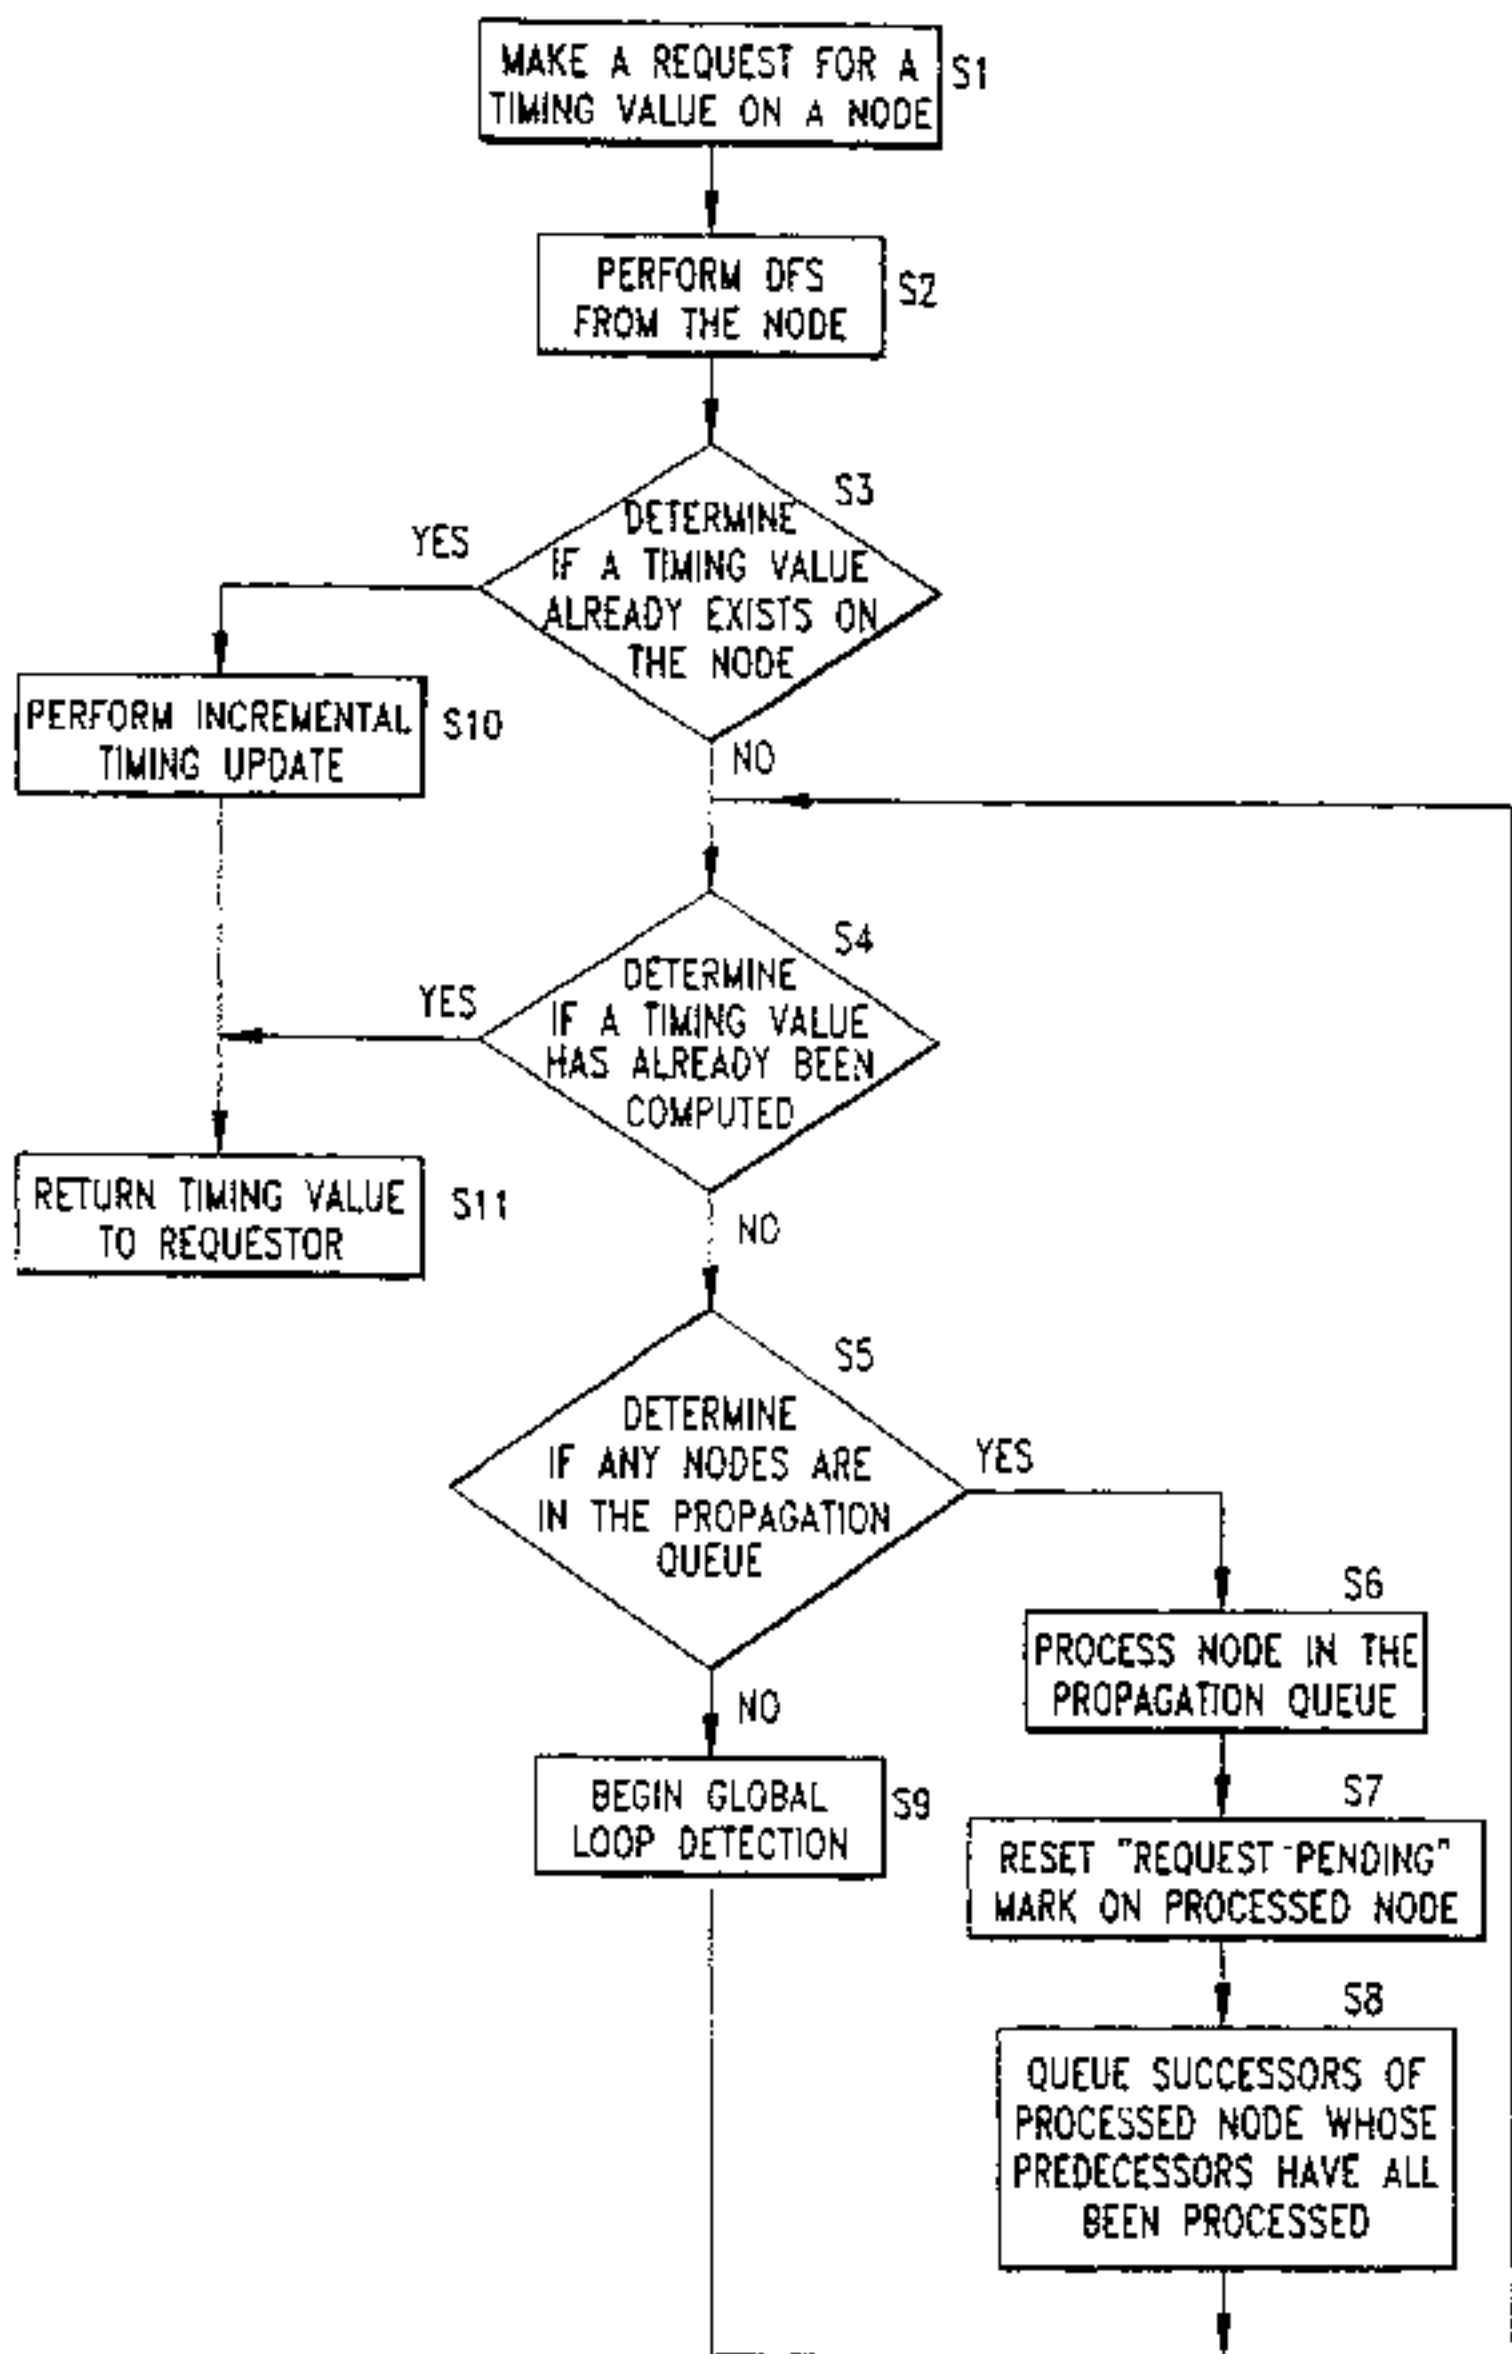 MAKE A REQUEST FOR A
TIMING VALUE ON A NODE
S1
PERFORM DFS
FROM THE NODE
S2
S3
DETERMINE
IF A TIMING VALUE
ALREADY EXISTS ON
THE NODE
YES
NO
PERFORM INCREMENTAL
TIMING UPDATE
S10
S4
DETERMINE
IF A TIMING VALUE
HAS ALREADY BEEN
COMPUTED
YES
NO
RETURN TIMING VALUE
TO REQUESTOR
S11
S5
DETERMINE
IF ANY NODES ARE
IN THE PROPAGATION
QUEUE
YES
NO
S6
PROCESS NODE IN THE
PROPAGATION QUEUE
S7
RESET "REQUEST-PENDING"
MARK ON PROCESSED NODE
BEGIN GLOBAL
LOOP DETECTION
S9
S8
QUEUE SUCCESSORS OF
PROCESSED NODE WHOSE
PREDECESSORS HAVE ALL
BEEN PROCESSED